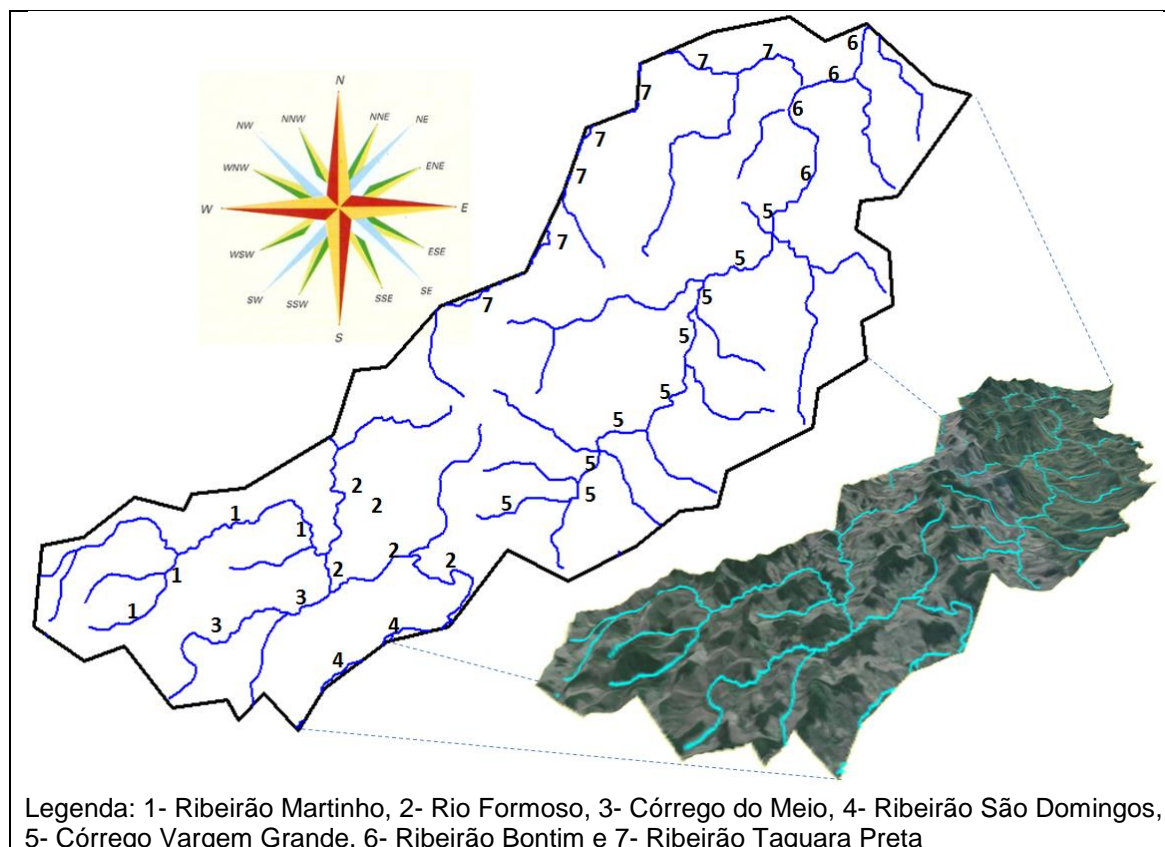 N
NNW
NNE
NW
NE
WNW
ENE
W
E
WSW
ESE
SW
SE
SSW
SSE
S
6
7
7
6
7
6
7
7
6
5
7
5
7
5
5
5
5
5
2
5
5
2
1
1
2
2
1
2
3
1
3
4
4
Legenda: 1- Ribeirão Martinho, 2- Rio Formoso, 3- Córrego do Meio, 4- Ribeirão São Domingos,
5- Córrego Vargem Grande, 6- Ribeirão Bontim e 7- Ribeirão Taquara Preta